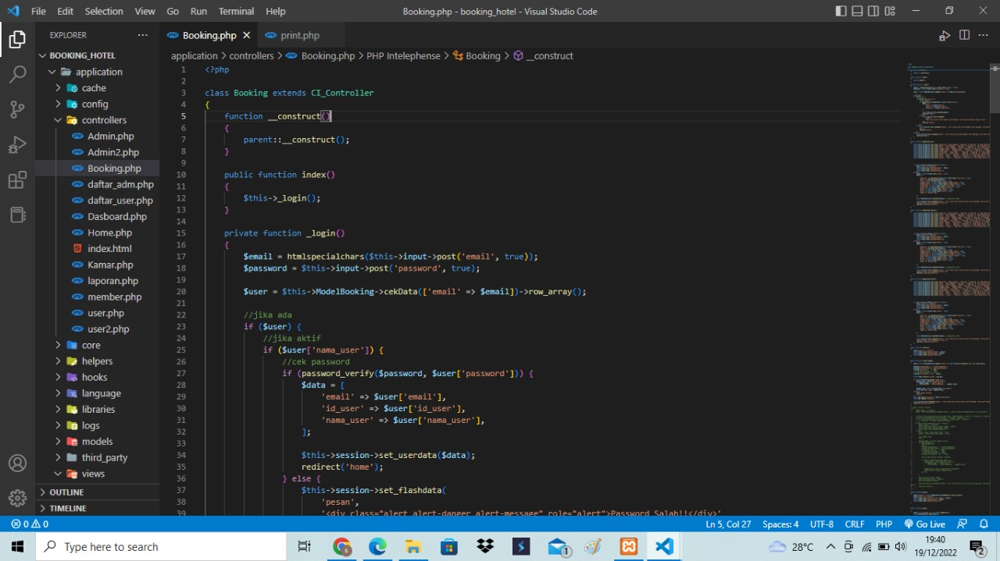 File Edit Selection View Go Run Terminal Help Booking.php - booking_hotel - Visual Studio Code
EXPLORER
Booking.php
print.php
BOOKING_HOTEL
application
cache
config
controllers
Admin.php
Admin2.php
Booking.php
daftar_adm.php
daftar_user.php
Dasboard.php
Home.php
index.html
Kamar.php
laporan.php
member.php
user.php
user2.php
core
helpers
hooks
language
libraries
logs
models
third_party
views
OUTLINE
TIMELINE
application > controllers > Booking.php > PHP Intelephense > Booking > __construct
1 <?php
2
3 class Booking extends CI_Controller
4 {
5 function __construct()
6 {
7 parent::__construct();
8 }
9
10 public function index()
11 {
12 $this->_login();
13 }
14
15 private function _login()
16 {
17 $email = htmlspecialchars($this->input->post('email', true));
18 $password = $this->input->post('password', true);
19
20 $user = $this->ModelBooking->cekData(['email' => $email])->row_array();
21
22 //jika ada
23 if ($user) {
24 //jika aktif
25 if ($user['nama_user']) {
26 //cek password
27 if (password_verify($password, $user['password'])) {
28 $data = [
29 'email' => $user['email'],
30 'id_user' => $user['id_user'],
31 'nama_user' => $user['nama_user'],
32 ];
33
34 $this->session->set_userdata($data);
35 redirect('home');
36 } else {
37 $this->session->set_flashdata(
38 'pesan',
39 '<div class="alert alert-danger alert-message" role="alert">Password Salah!!</div>'
0 0 Ln 5, Col 27 Spaces: 4 UTF-8 CRLF PHP Go Live
Type here to search
1
28°C
19:40
19/12/2022
2